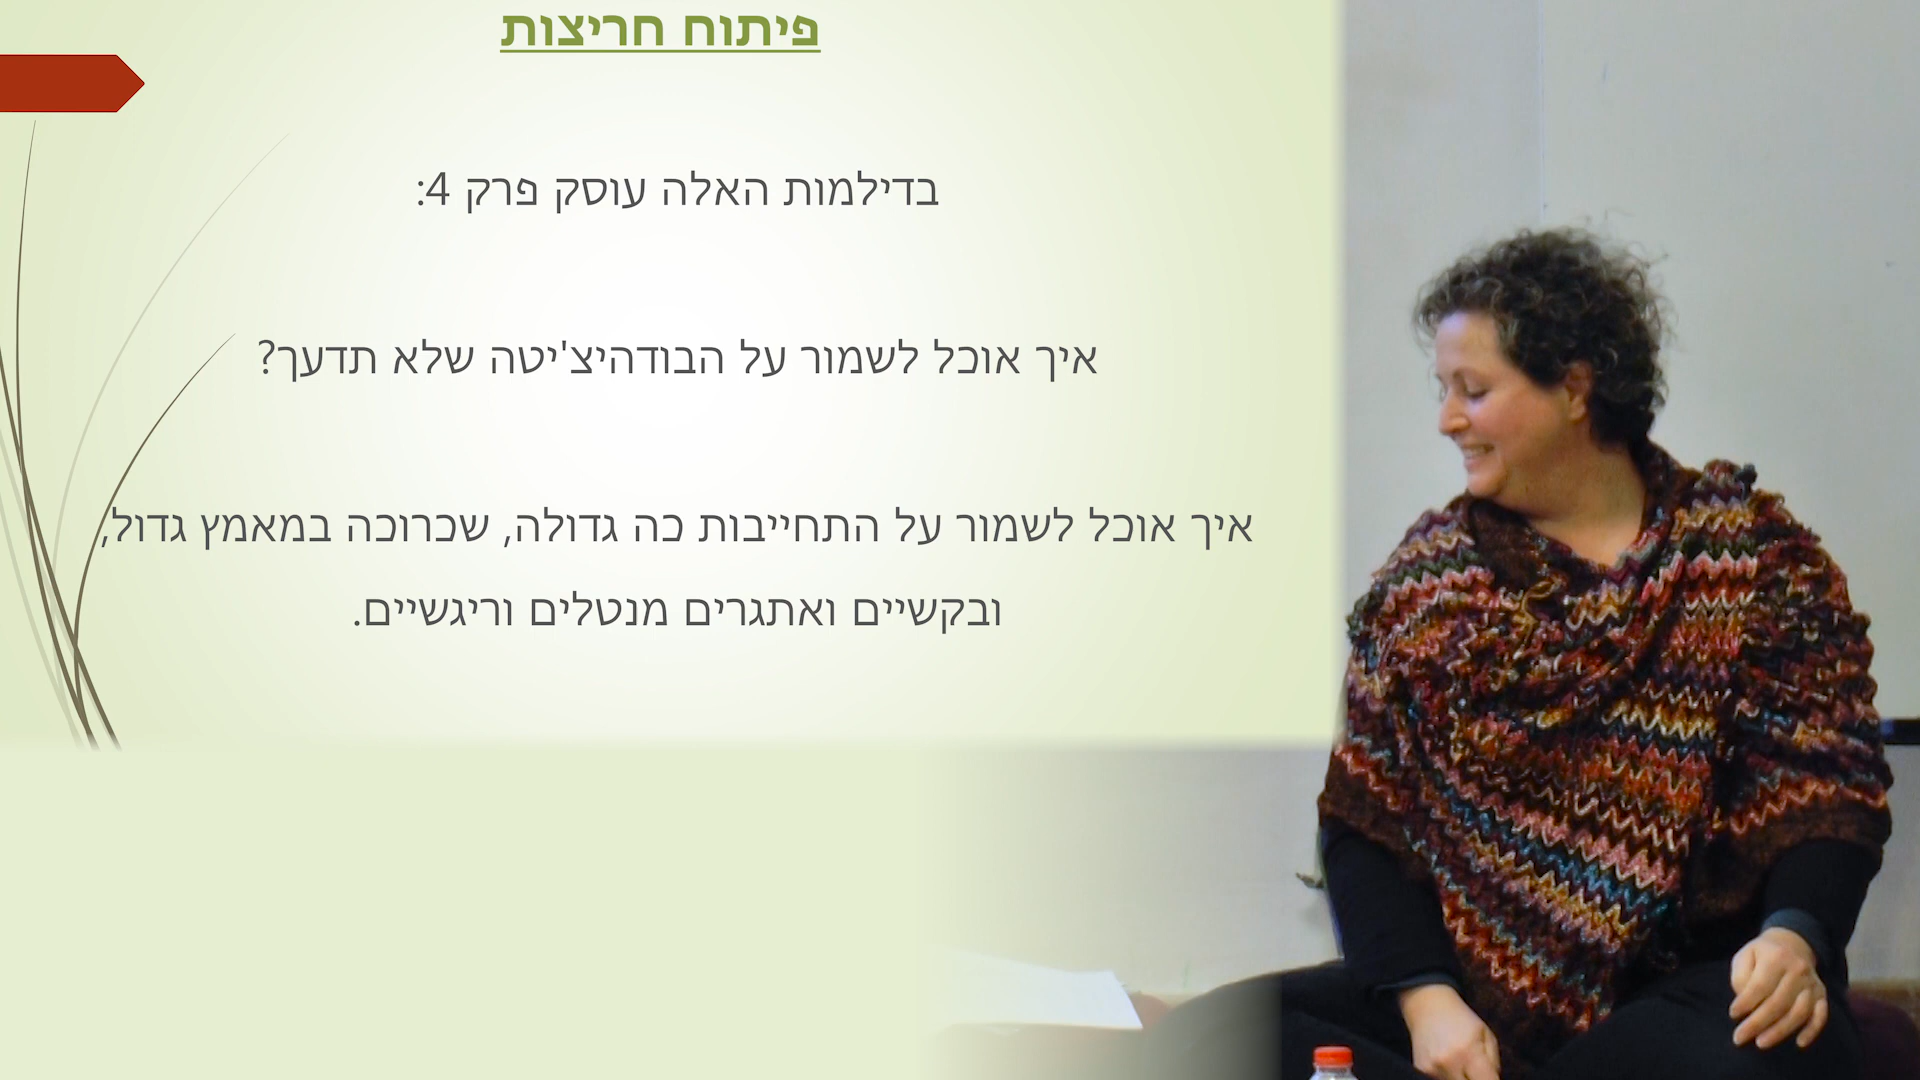 פיתוח חריצות
בדילמות האלה עוסק פרק 4:
איך אוכל לשמור על הבודהיצ'יטה שלא תדעך?
איך אוכל לשמור על התחייבות כה גדולה, שכרוכה במאמץ גדול,
ובקשיים ואתגרים מנטלים וריגשיים.